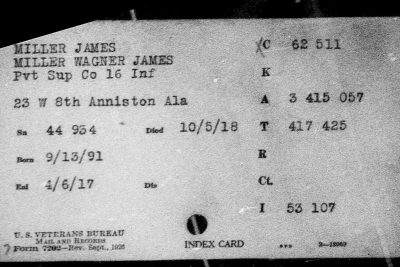 MILLER JAMES
MILLER WAGNER JAMES
Pvt Sup Co 16 Inf
23 W 8th Anniston Ala
Sn 44 934 Died 10/5/18
Born 9/13/91
Enl 4/6/17 Dis
C 62 511
K
A 3 415 057
T 417 425
R
Ct.
I 53 107
U. S. VETERANS BUREAU
MAIL AND RECORDS
Form 7202—Rev. Sept., 1926
INDEX CARD